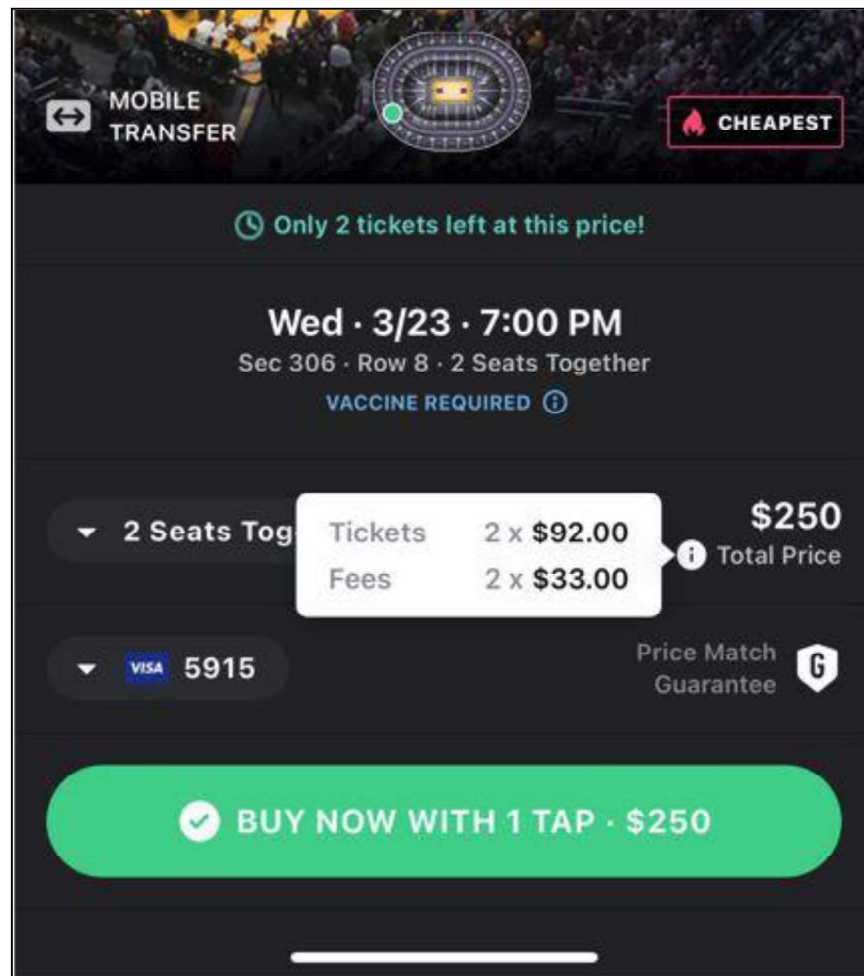 MOBILE
TRANSFER
CHEAPEST
Only 2 tickets left at this price!
Wed · 3/23 · 7:00 PM
Sec 306 · Row 8 · 2 Seats Together
VACCINE REQUIRED
2 Seats Tog
Tickets 2 x $92.00
Fees 2 x $33.00
$250
Total Price
VISA 5915
Price Match
Guarantee
G
BUY NOW WITH 1 TAP · $250